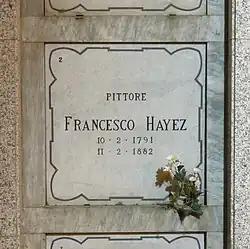 2
PITTORE
FRANCESCO HAYEZ
10 · 2 · 1791
11 · 2 · 1882